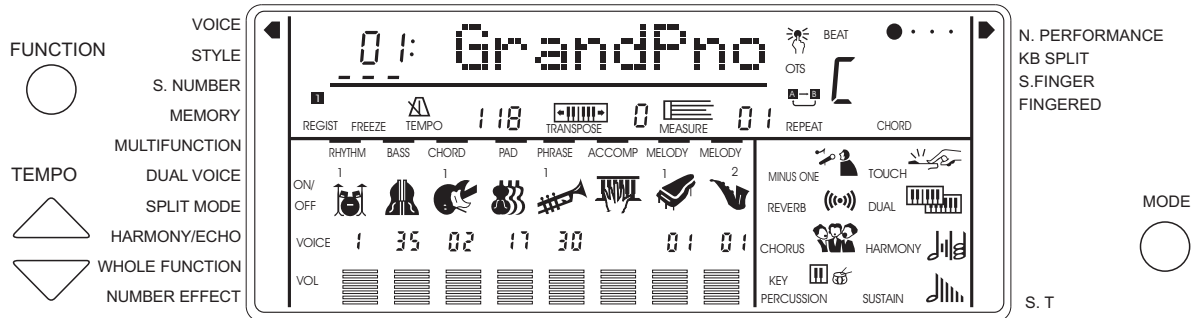 FUNCTION
TEMPO
VOICE
STYLE
S. NUMBER
MEMORY
MULTIFUNCTION
DUAL VOICE
SPLIT MODE
HARMONY/ECHO
WHOLE FUNCTION
NUMBER EFFECT
01: GrandPno
BEAT
OTS
C
A–B
1
REGIST FREEZE TEMPO 118 TRANSPOSE 0 MEASURE 01 REPEAT CHORD
RHYTHM BASS CHORD PAD PHRASE ACCOMP MELODY MELODY
1 1 1 1 2
ON/
OFF
VOICE 1 35 02 17 30 01 01
VOL
MINUS ONE TOUCH
REVERB DUAL
CHORUS HARMONY
KEY
PERCUSSION SUSTAIN
N. PERFORMANCE
KB SPLIT
S.FINGER
FINGERED
MODE
S. T